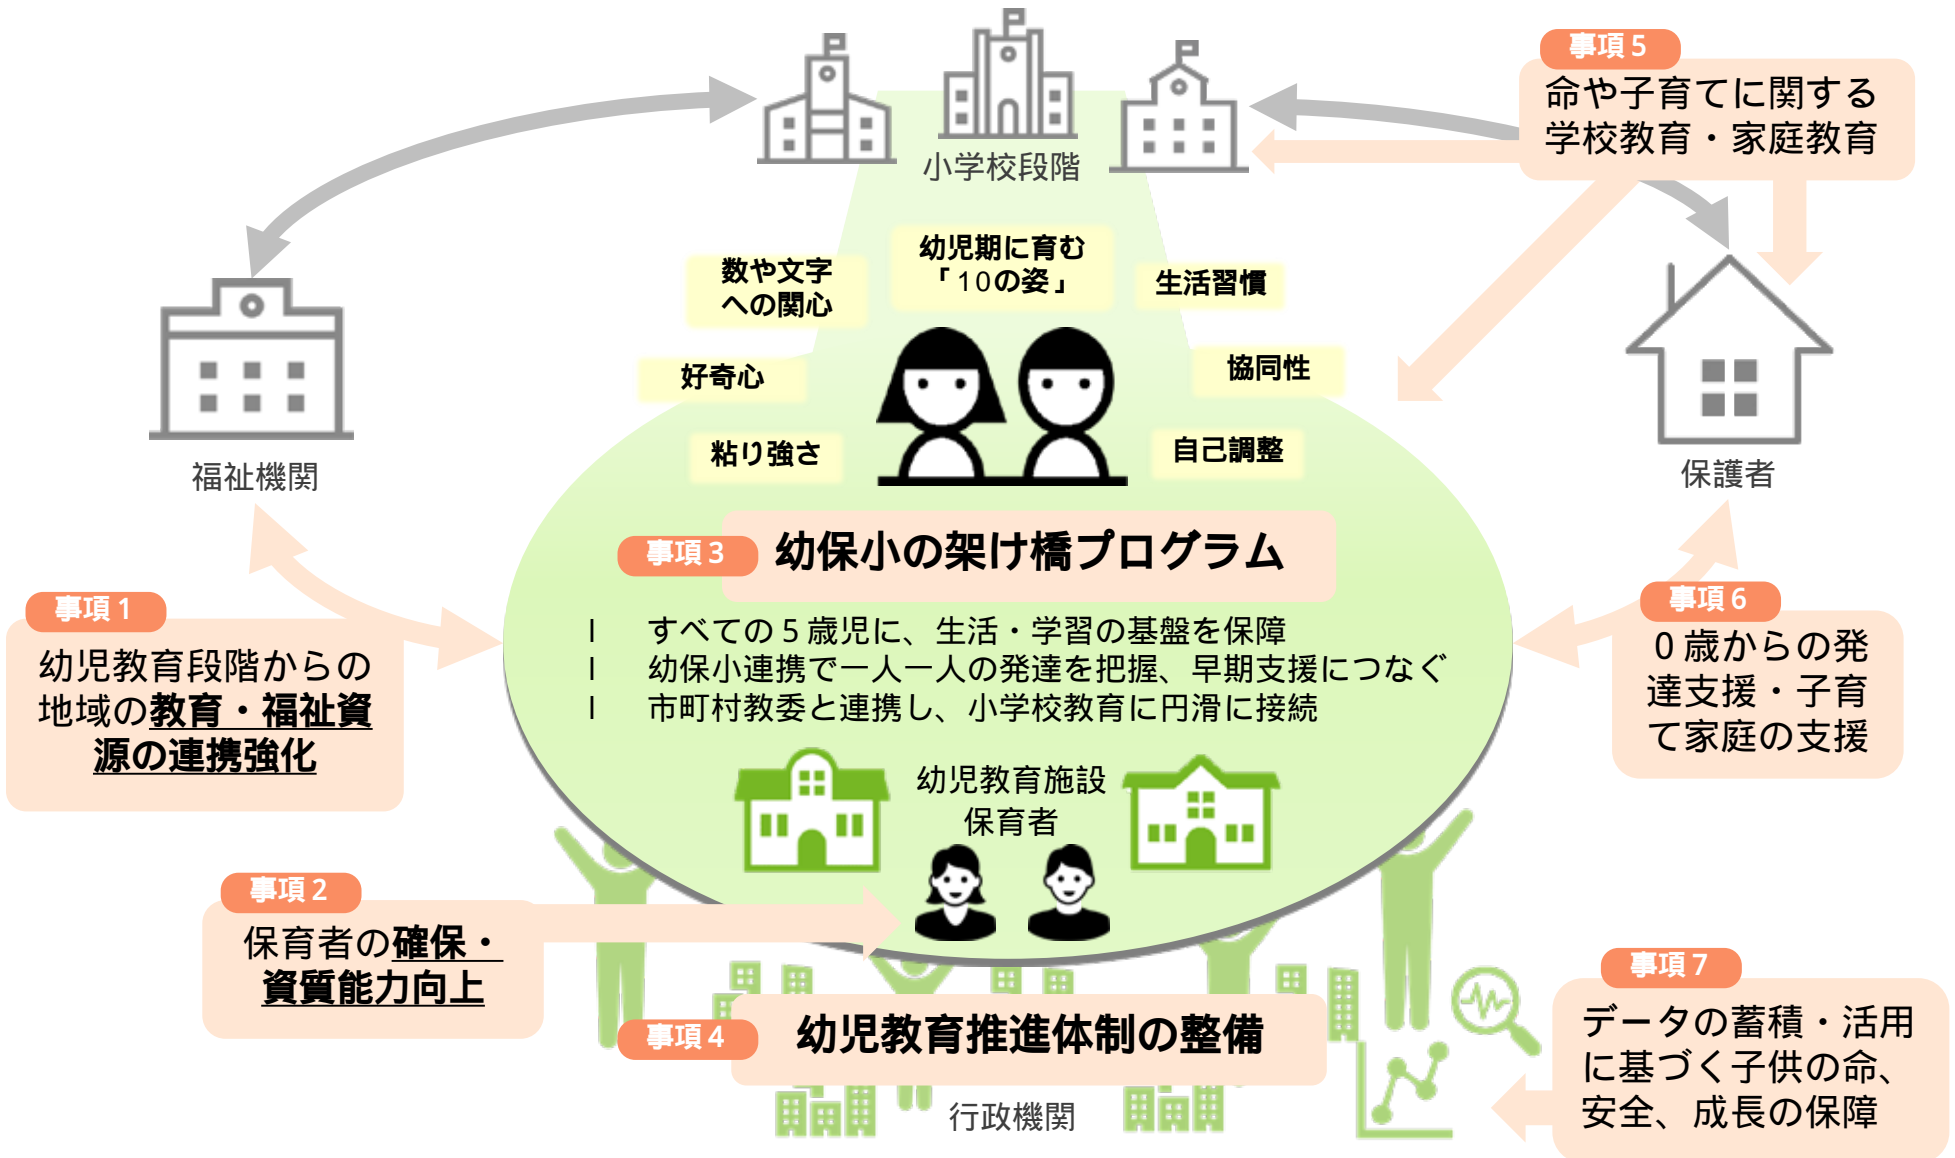 小学校段階
事項5
命や子育てに関する
学校教育・家庭教育
幼児期に育む
「10の姿」
数や文字
への関心
生活習慣
好奇心
協同性
粘り強さ
自己調整
福祉機関
保護者
事項3
幼保小の架け橋プログラム
l すべての5歳児に、生活・学習の基盤を保障
l 幼保小連携で一人一人の発達を把握、早期支援につなぐ
l 市町村教委と連携し、小学校教育に円滑に接続
事項1
幼児教育段階からの
地域の教育・福祉資
源の連携強化
事項6
0歳からの発
達支援・子育
て家庭の支援
幼児教育施設
保育者
事項2
保育者の確保・
資質能力向上
事項4
幼児教育推進体制の整備
行政機関
事項7
データの蓄積・活用
に基づく子供の命、
安全、成長の保障